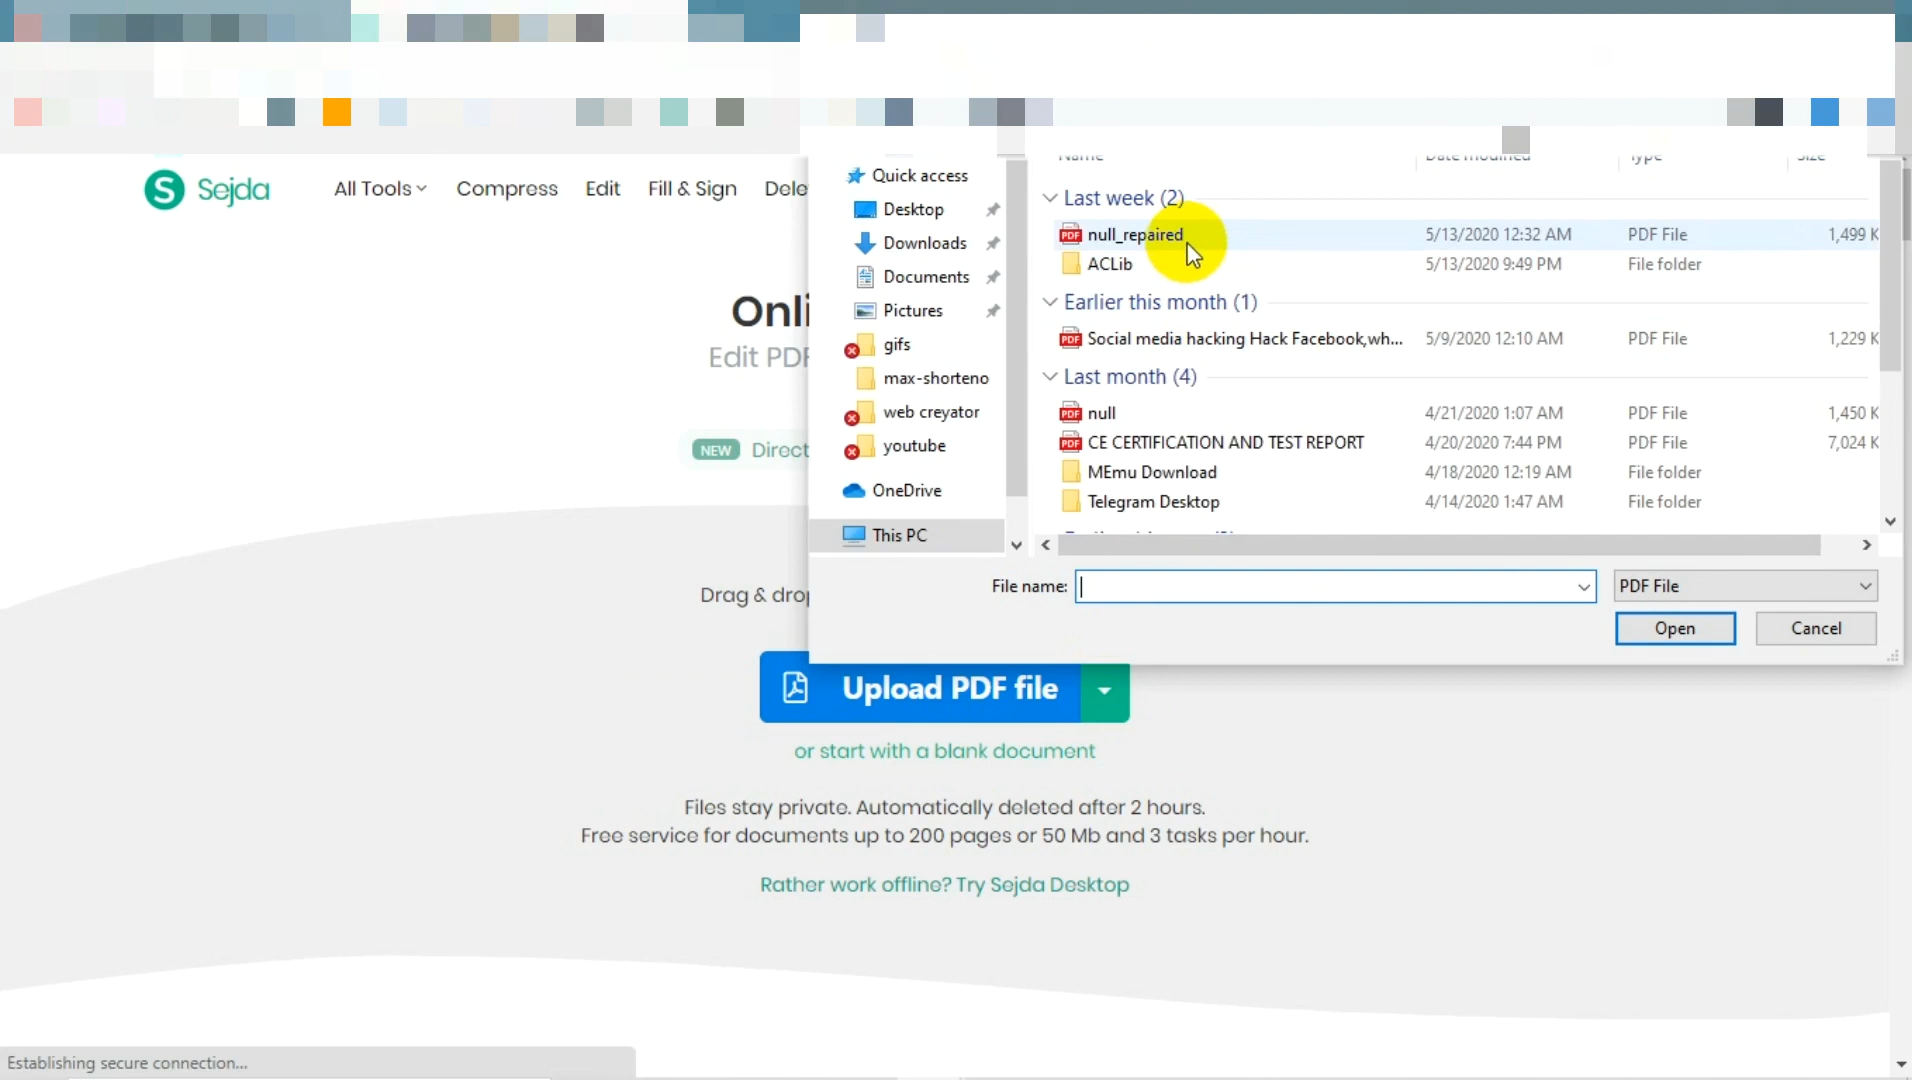 Sejda
All Tools
Compress
Edit
Fill & Sign
Dele
Onli
Edit PDF
NEW Direct
Drag & drop
Upload PDF file
or start with a blank document
Files stay private. Automatically deleted after 2 hours.
Free service for documents up to 200 pages or 50 Mb and 3 tasks per hour.
Rather work offline? Try Sejda Desktop
Establishing secure connection...
Quick access
Desktop
Downloads
Documents
Pictures
gifs
max-shorteno
web creyator
youtube
OneDrive
This PC
Name Date modified Type Size
Last week (2)
null_repaired 5/13/2020 12:32 AM PDF File 1,499 K
ACLib 5/13/2020 9:49 PM File folder
Earlier this month (1)
Social media hacking Hack Facebook,wh... 5/9/2020 12:10 AM PDF File 1,229 K
Last month (4)
null 4/21/2020 1:07 AM PDF File 1,450 K
CE CERTIFICATION AND TEST REPORT 4/20/2020 7:44 PM PDF File 7,024 K
MEmu Download 4/18/2020 12:19 AM File folder
Telegram Desktop 4/14/2020 1:47 AM File folder
File name:
PDF File
Open
Cancel